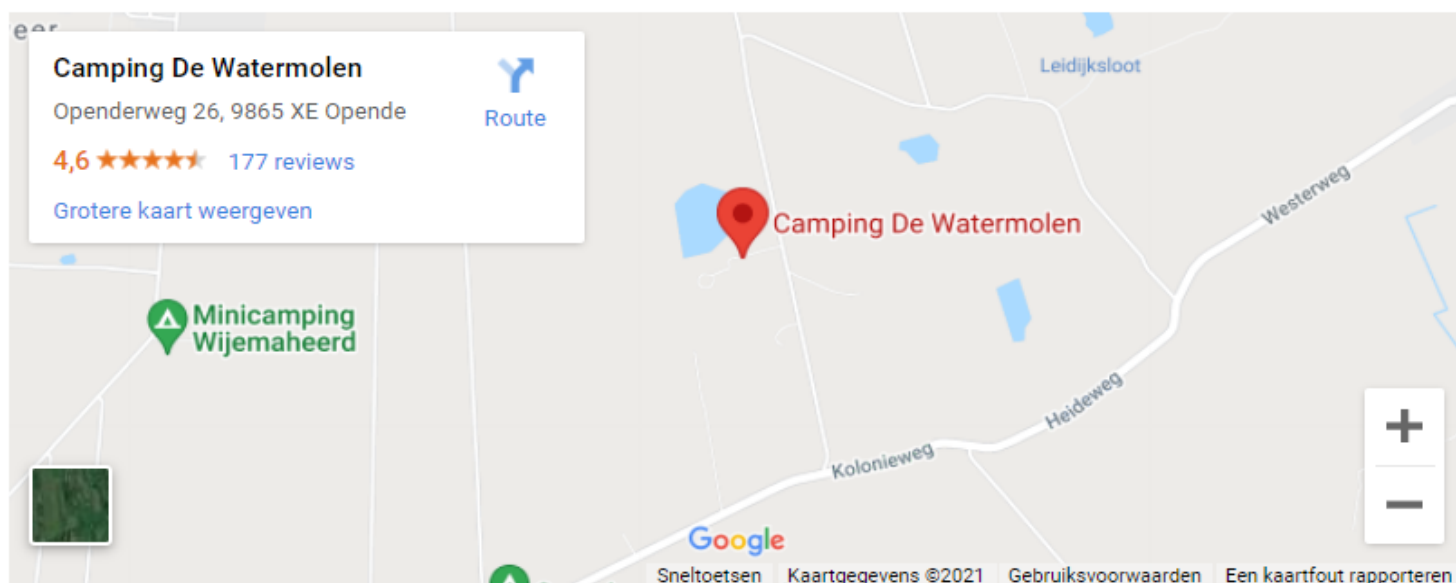 Camping De Watermolen
Openderweg 26, 9865 XE Opende
4,6
177 reviews
Grotere kaart weergeven
Route
Leidijksloot
Westerweg
Camping De Watermolen
Minicamping
Wijemaheerd
Heideweg
Kolonieweg
Google
Sneltoetsen
Kaartgegevens ©2021
Gebruiksvoorwaarden
Een kaartfout rapporteren